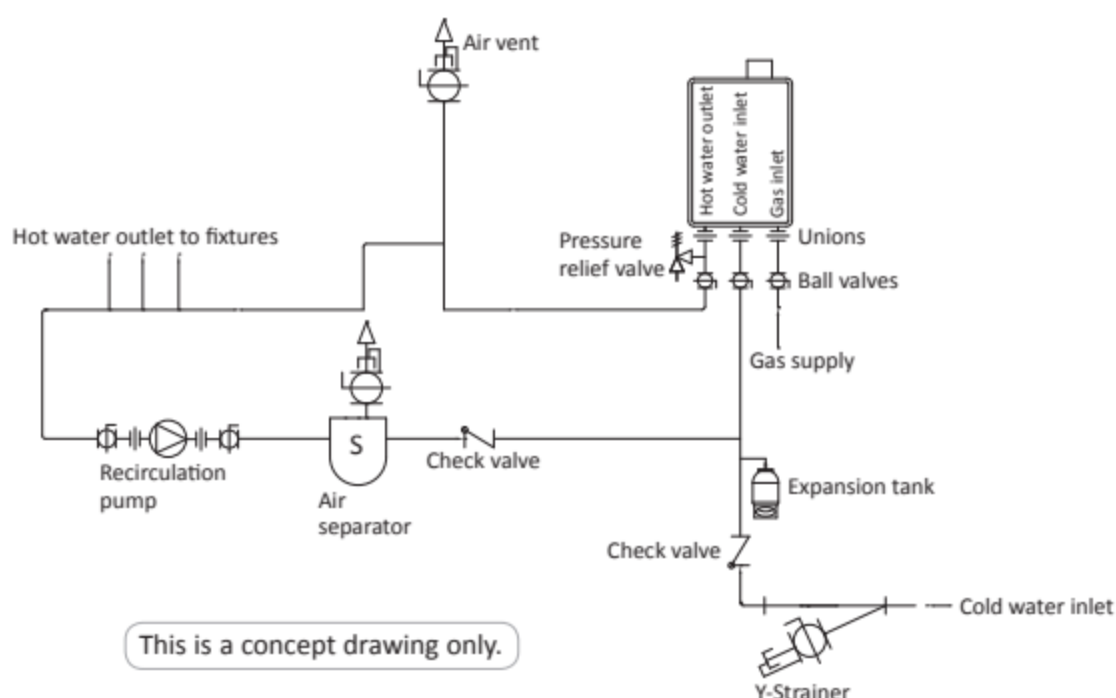 Air vent
Hot water outlet
Cold water inlet
Gas inlet
Hot water outlet to fixtures
Pressure
relief valve
Unions
Ball valves
Gas supply
S
Check valve
Recirculation
pump
Air
separator
Expansion tank
Check valve
Cold water inlet
This is a concept drawing only.
Y-Strainer